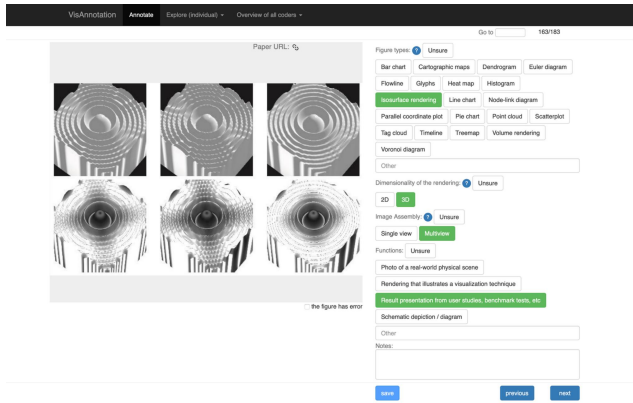 VisAnnotation Annotate Explore (individual) Overview of all coders
Go to 163/183
Paper URL:
the figure has error
Figure types: ? Unsure
Bar chart Cartographic maps Dendrogram Euler diagram
Flowline Glyphs Heat map Histogram
Isosurface rendering Line chart Node-link diagram
Parallel coordinate plot Pie chart Point cloud Scatterplot
Tag cloud Timeline Treemap Volume rendering
Voronoi diagram
Other
Dimensionality of the rendering: ? Unsure
2D 3D
Image Assembly: ? Unsure
Single view Multiview
Functions: Unsure
Photo of a real-world physical scene
Rendering that illustrates a visualization technique
Result presentation from user studies, benchmark tests, etc
Schematic depiction / diagram
Other
Notes:
save previous next